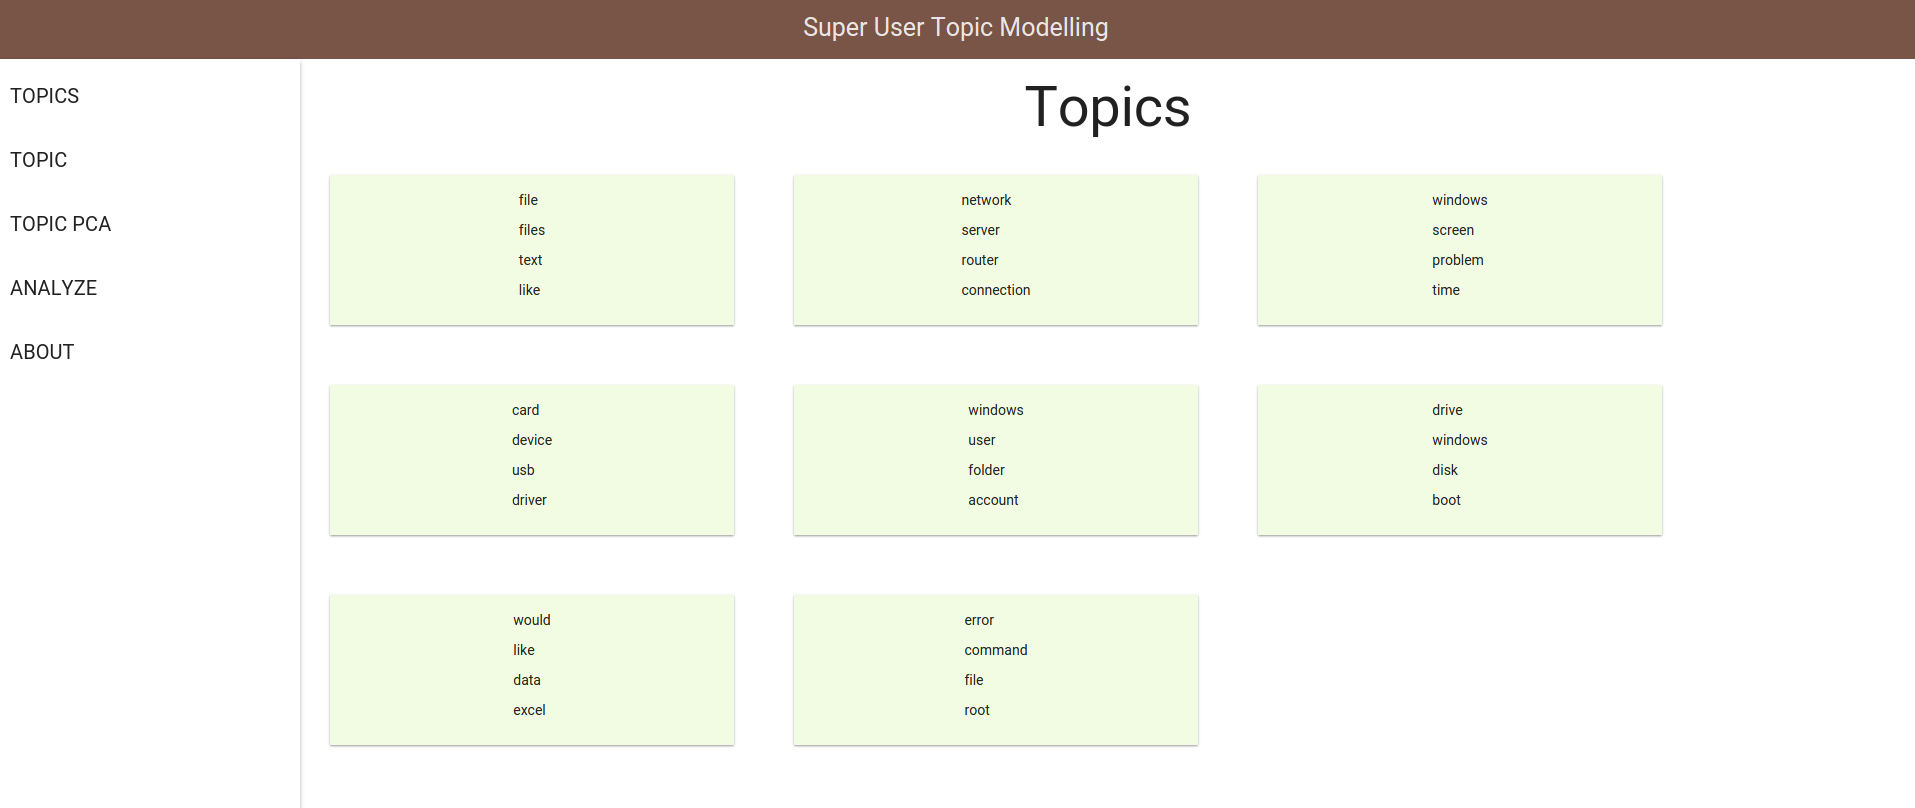 Super User Topic Modelling
TOPICS
TOPIC
TOPIC PCA
ANALYZE
ABOUT
Topics
file
files
text
like
network
server
router
connection
windows
screen
problem
time
card
device
usb
driver
windows
user
folder
account
drive
windows
disk
boot
would
like
data
excel
error
command
file
root